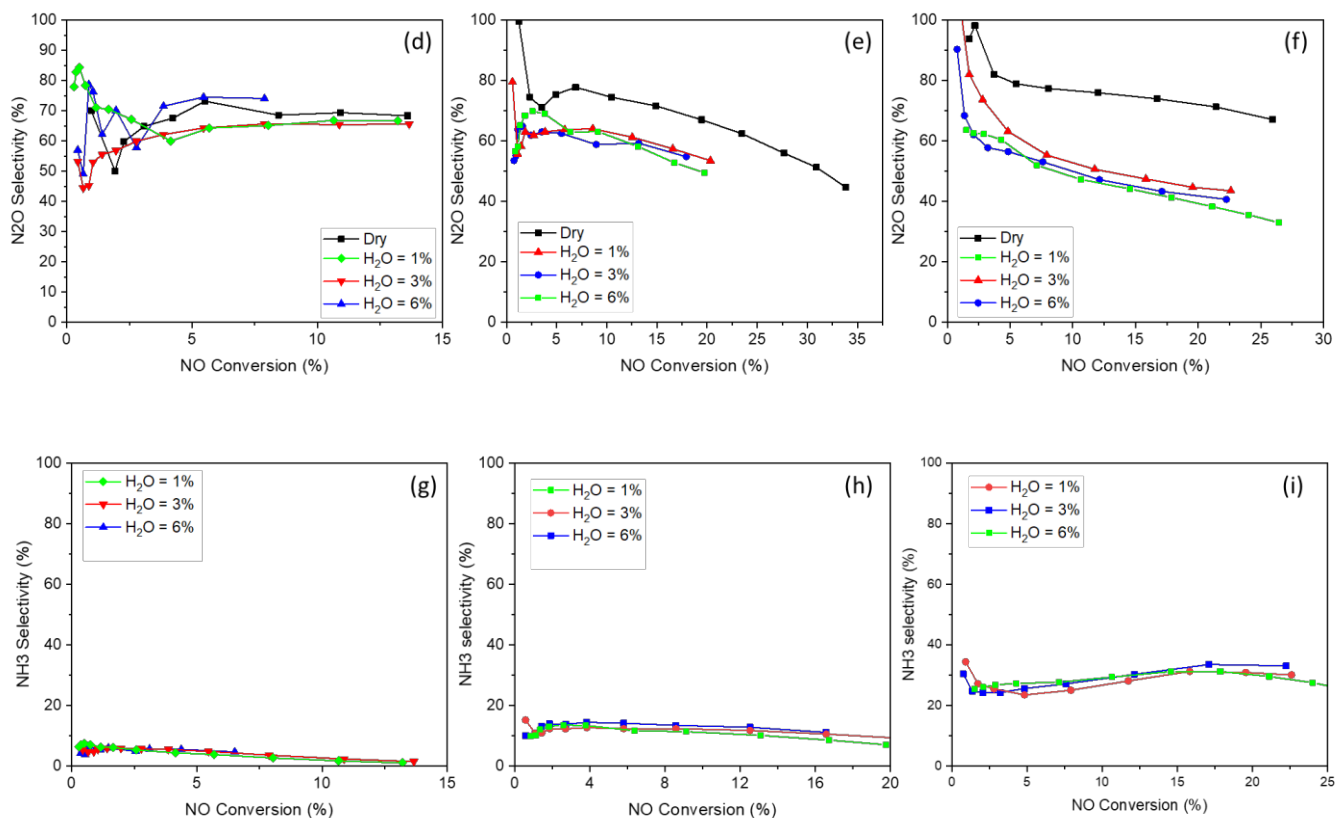 (d)
N2O Selectivity (%)
100
90
80
70
60
50
40
30
20
10
0
Dry
H₂O = 1%
H₂O = 3%
H₂O = 6%
0 5 10 15
NO Conversion (%)
(e)
N2O Selectivity (%)
100
80
60
40
20
0
Dry
H₂O = 1%
H₂O = 3%
H₂O = 6%
0 5 10 15 20 25 30 35
NO Conversion (%)
(f)
N2O Selectivity (%)
100
80
60
40
20
0
Dry
H₂O = 1%
H₂O = 3%
H₂O = 6%
0 5 10 15 20 25 30
NO Conversion (%)
(g)
NH3 Selectivity (%)
100
80
60
40
20
0
H₂O = 1%
H₂O = 3%
H₂O = 6%
0 5 10 15
NO Conversion (%)
(h)
NH3 selectivity (%)
100
80
60
40
20
0
H₂O = 1%
H₂O = 3%
H₂O = 6%
0 4 8 12 16 20
NO Conversion (%)
(i)
NH3 selectivity (%)
100
80
60
40
20
0
H₂O = 1%
H₂O = 3%
H₂O = 6%
0 5 10 15 20 25
NO Conversion (%)